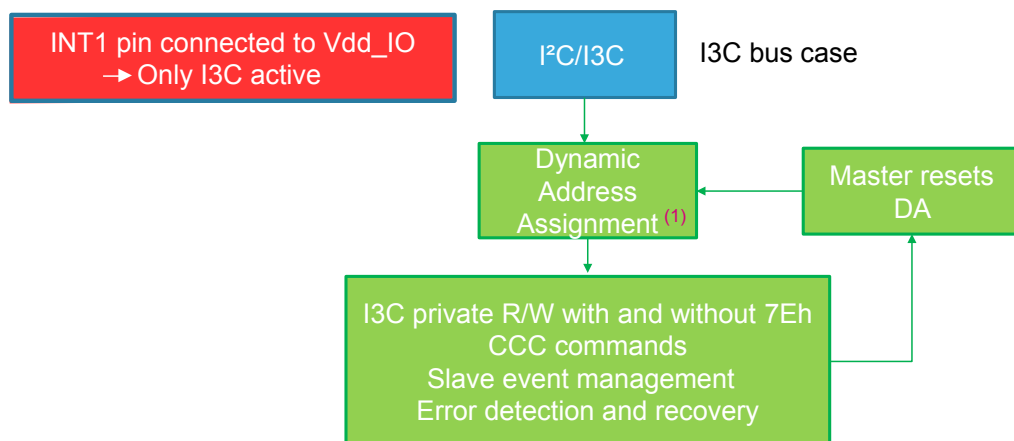 INT1 pin connected to Vdd_IO
→ Only I3C active
I²C/I3C
I3C bus case
Dynamic
Address
Assignment (1)
Master resets
DA
I3C private R/W with and without 7Eh
CCC commands
Slave event management
Error detection and recovery